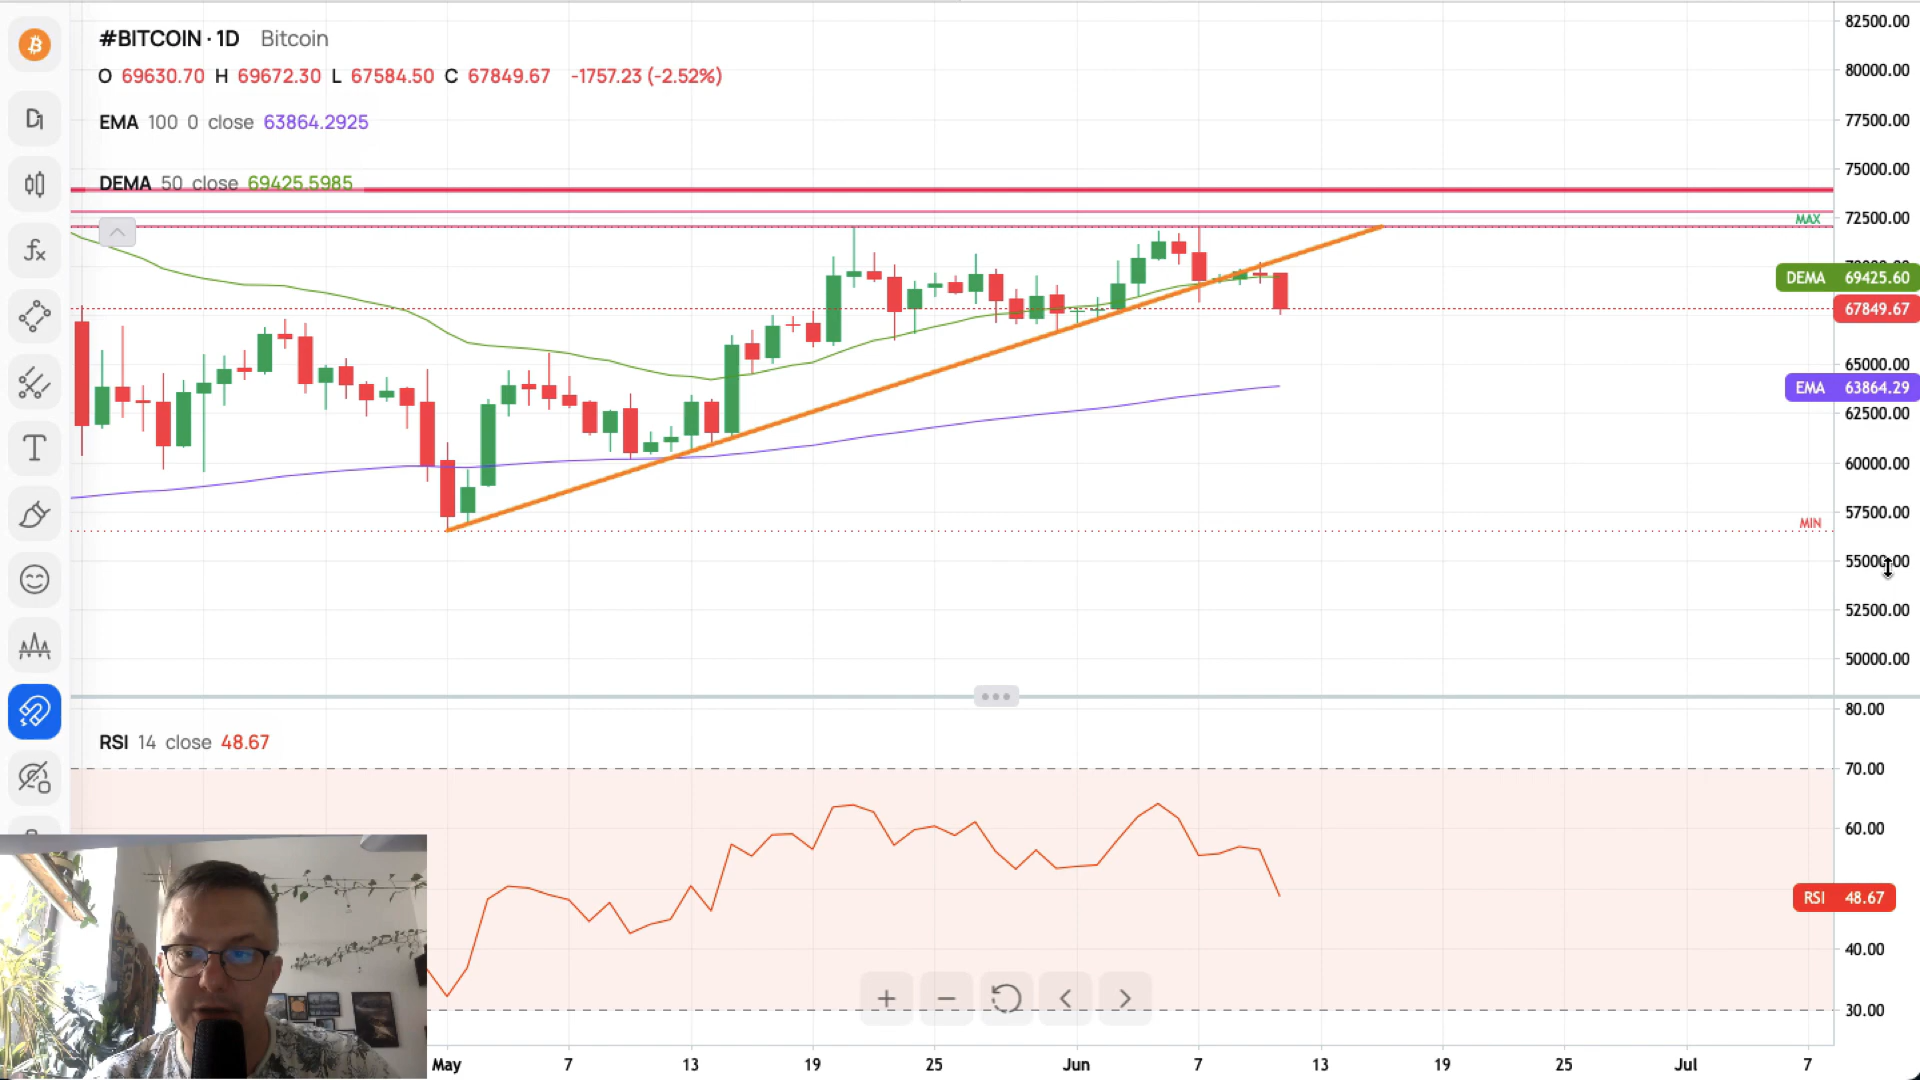 #BITCOIN · 1D Bitcoin
O 69630.70 H 69672.30 L 67584.50 C 67849.67 -1757.23 (-2.52%)
EMA 100 0 close 63864.2925
DEMA 50 close 69425.5985
82500.00
80000.00
77500.00
75000.00
72500.00
MAX
DEMA 69425.60
67849.67
65000.00
EMA 63864.29
62500.00
60000.00
57500.00
MIN
55000.00
52500.00
50000.00
RSI 14 close 48.67
80.00
70.00
60.00
RSI 48.67
40.00
30.00
May 7 13 19 25 Jun 7 13 19 25 Jul 7